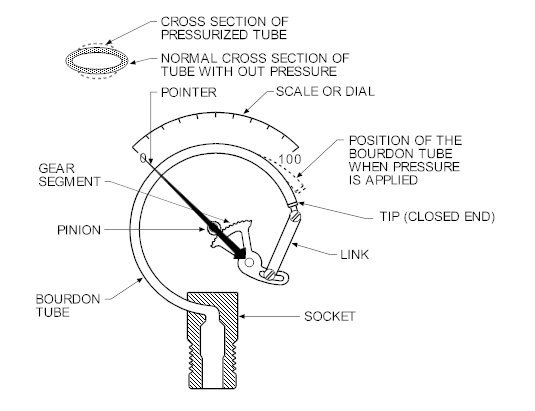 CROSS SECTION OF
PRESSURIZED TUBE
NORMAL CROSS SECTION OF
TUBE WITH OUT PRESSURE
POINTER
SCALE OR DIAL
0
100
POSITION OF THE
BOURDON TUBE
WHEN PRESSURE
IS APPLIED
GEAR
SEGMENT
TIP (CLOSED END)
PINION
LINK
BOURDON
TUBE
SOCKET